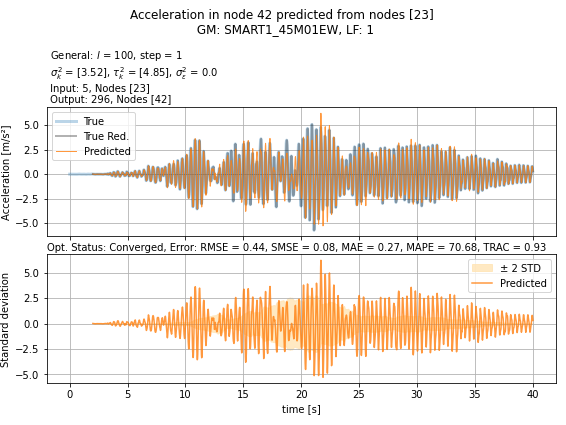 Acceleration in node 42 predicted from nodes [23]
GM: SMART1_45M01EW, LF: 1
General: l = 100, step = 1
σ²ₖ = [3.52], τ²ₖ = [4.85], σ²ε = 0.0
Input: 5, Nodes [23]
Output: 296, Nodes [42]
Acceleration [m/s²]
5.0
2.5
0.0
−2.5
−5.0
True
True Red.
Predicted
Opt. Status: Converged, Error: RMSE = 0.44, SMSE = 0.08, MAE = 0.27, MAPE = 70.68, TRAC = 0.93
Standard deviation
5.0
2.5
0.0
−2.5
−5.0
± 2 STD
Predicted
0 5 10 15 20 25 30 35 40
time [s]